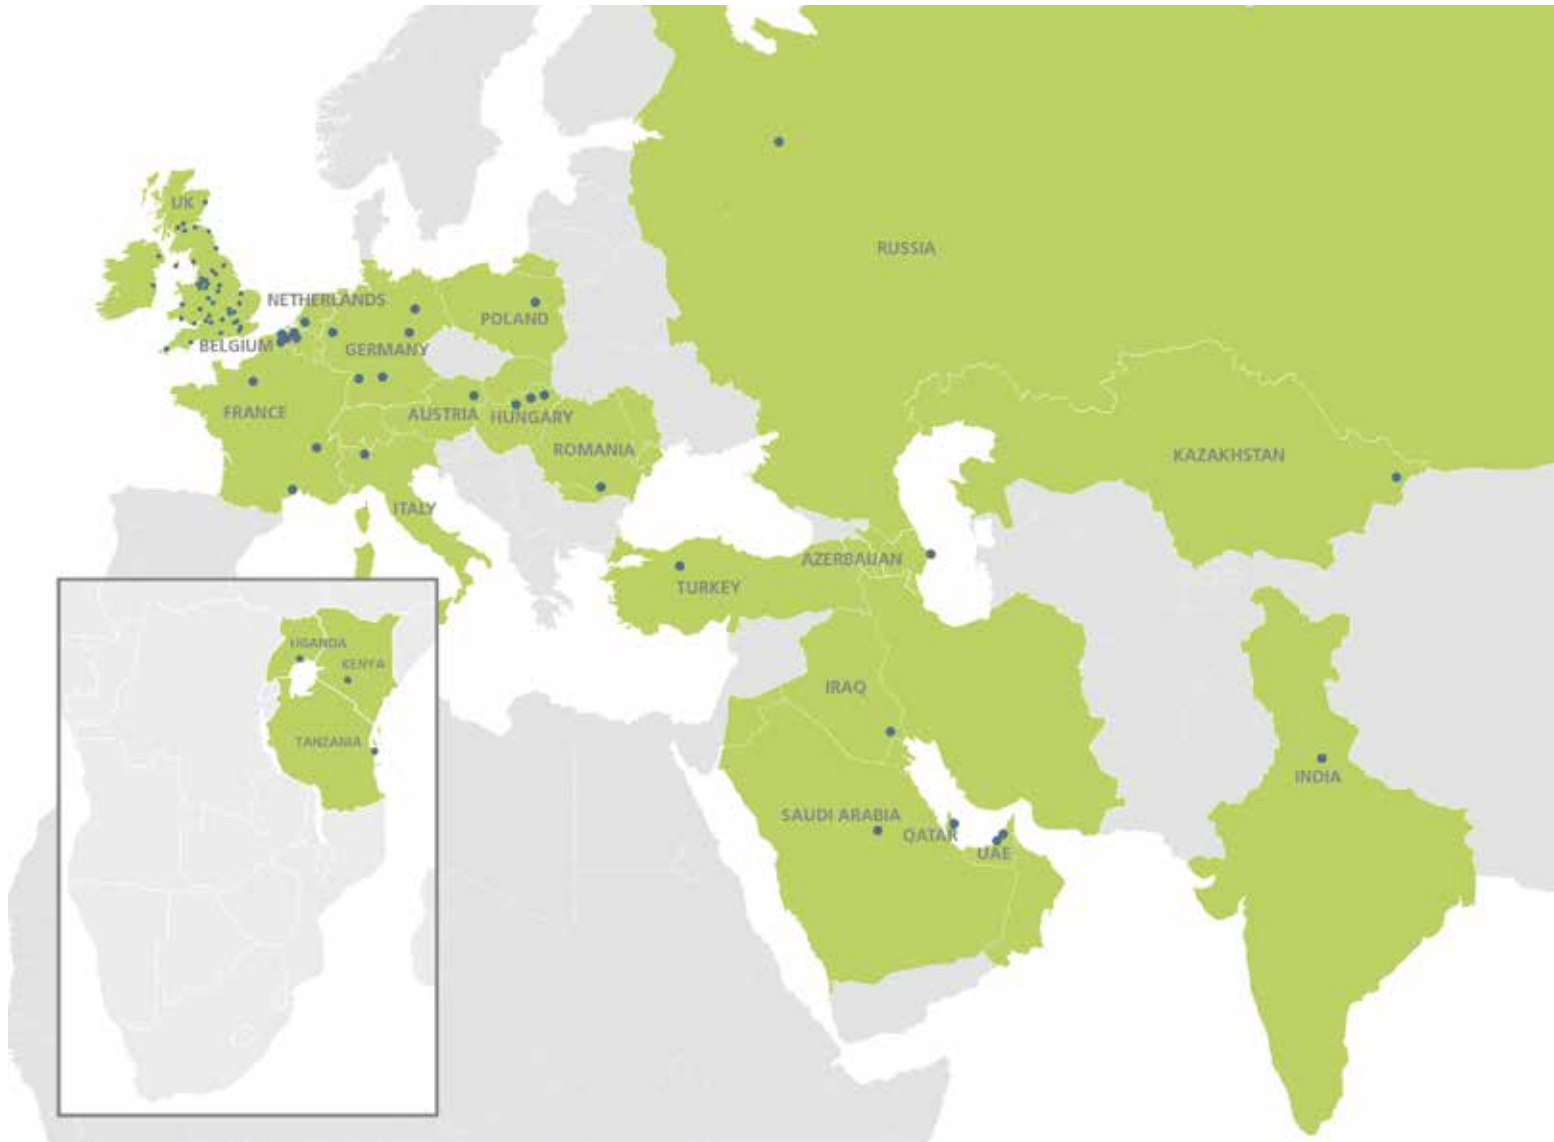 UK
RUSSIA
NETHERLANDS
POLAND
BELGIUM
GERMANY
FRANCE
AUSTRIA
HUNGARY
ROMANIA
KAZAKHSTAN
ITALY
AZERBAIJAN
TURKEY
UGANDA
KENYA
IRAQ
TANZANIA
INDIA
SAUDI ARABIA
QATAR
UAE